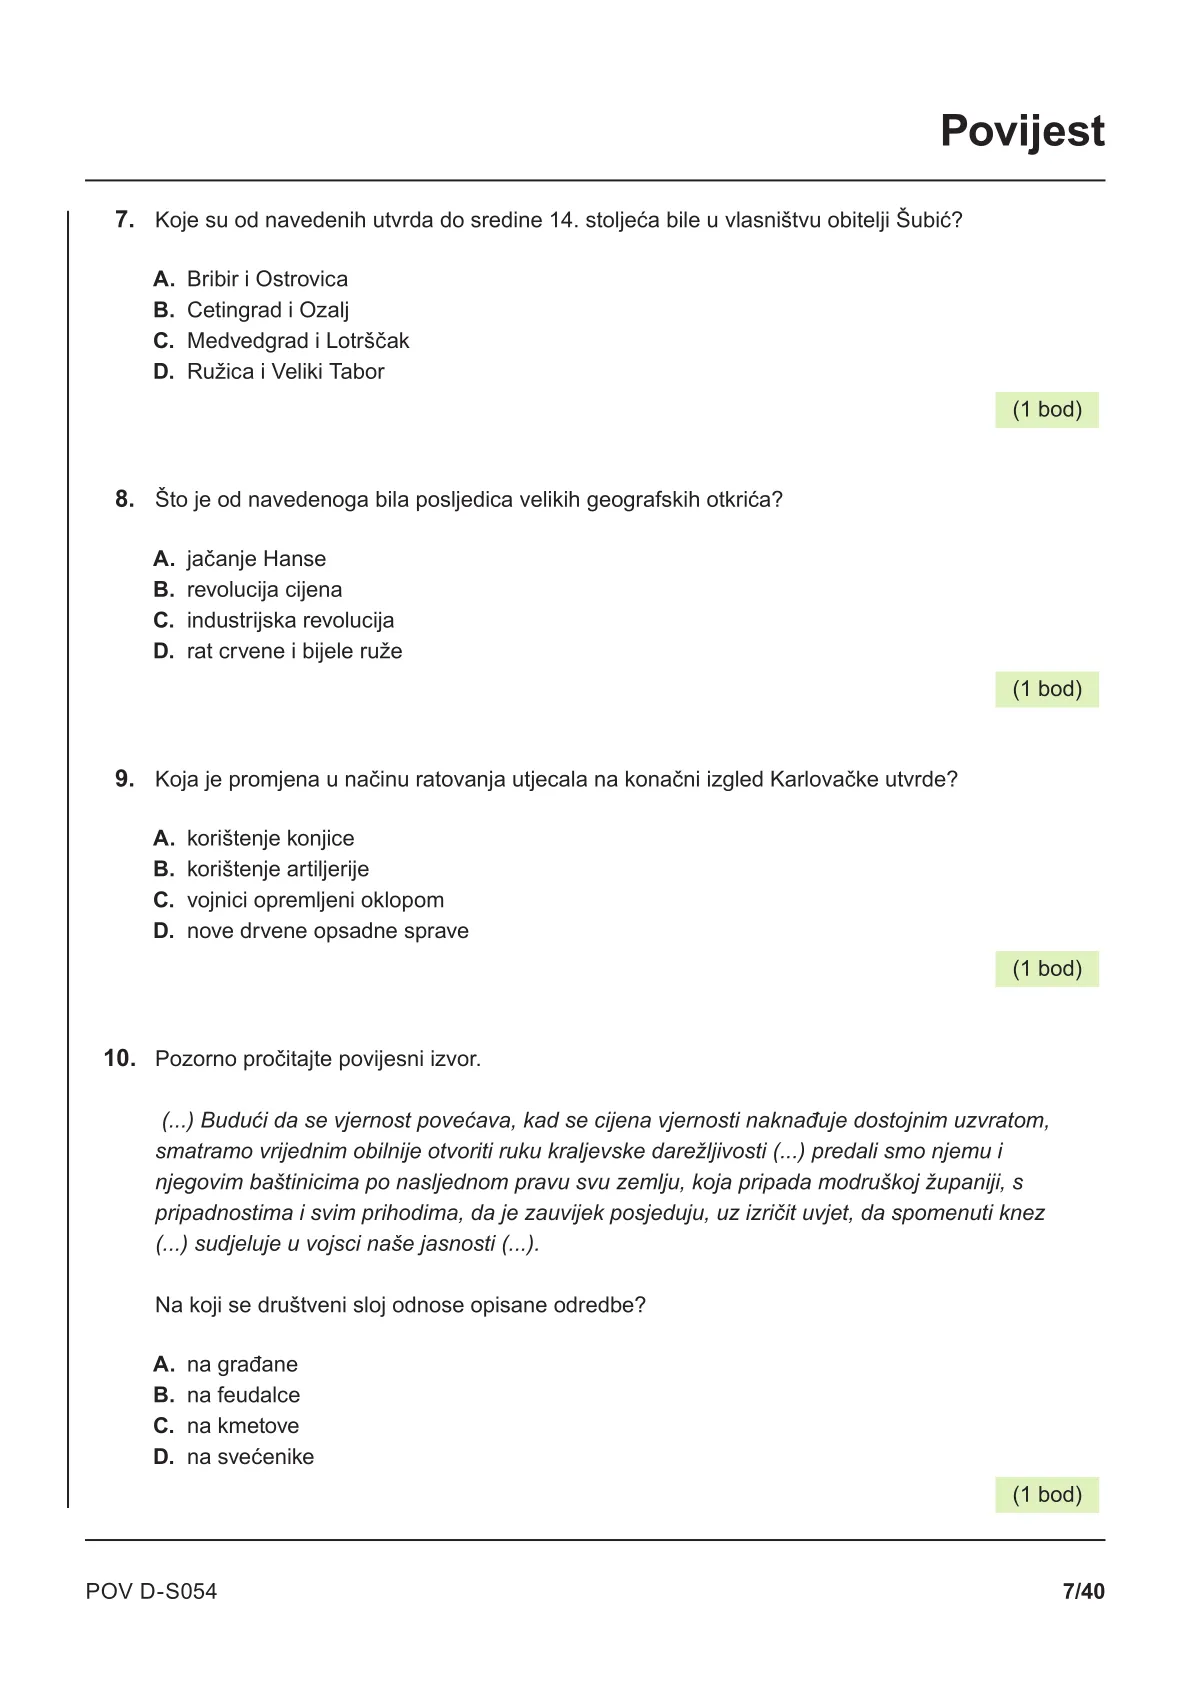 Povijest
7. Koje su od navedenih utvrda do sredine 14. stoljeća bile u vlasništvu obitelji Šubić?
A. Bribir i Ostrovica
B. Cetingrad i Ozalj
C. Medvedgrad i Lotrščak
D. Ružica i Veliki Tabor
(1 bod)
8. Što je od navedenoga bila posljedica velikih geografskih otkrića?
A. jačanje Hanse
B. revolucija cijena
C. industrijska revolucija
D. rat crvene i bijele ruže
(1 bod)
9. Koja je promjena u načinu ratovanja utjecala na konačni izgled Karlovačke utvrde?
A. korištenje konjice
B. korištenje artiljerije
C. vojnici opremljeni oklopom
D. nove drvene opsadne sprave
(1 bod)
10. Pozorno pročitajte povijesni izvor.
(...) Budući da se vjernost povećava, kad se cijena vjernosti naknađuje dostojnim uzvratom,
smatramo vrijednim obilnije otvoriti ruku kraljevske darežljivosti (...) predali smo njemu i
njegovim baštinicima po nasljednom pravu svu zemlju, koja pripada modruškoj županiji, s
pripadnostima i svim prihodima, da je zauvijek posjeduju, uz izričit uvjet, da spomenuti knez
(...) sudjeluje u vojsci naše jasnosti (...).
Na koji se društveni sloj odnose opisane odredbe?
A. na građane
B. na feudalce
C. na kmetove
D. na svećenike
(1 bod)
POV D-S054
7/40